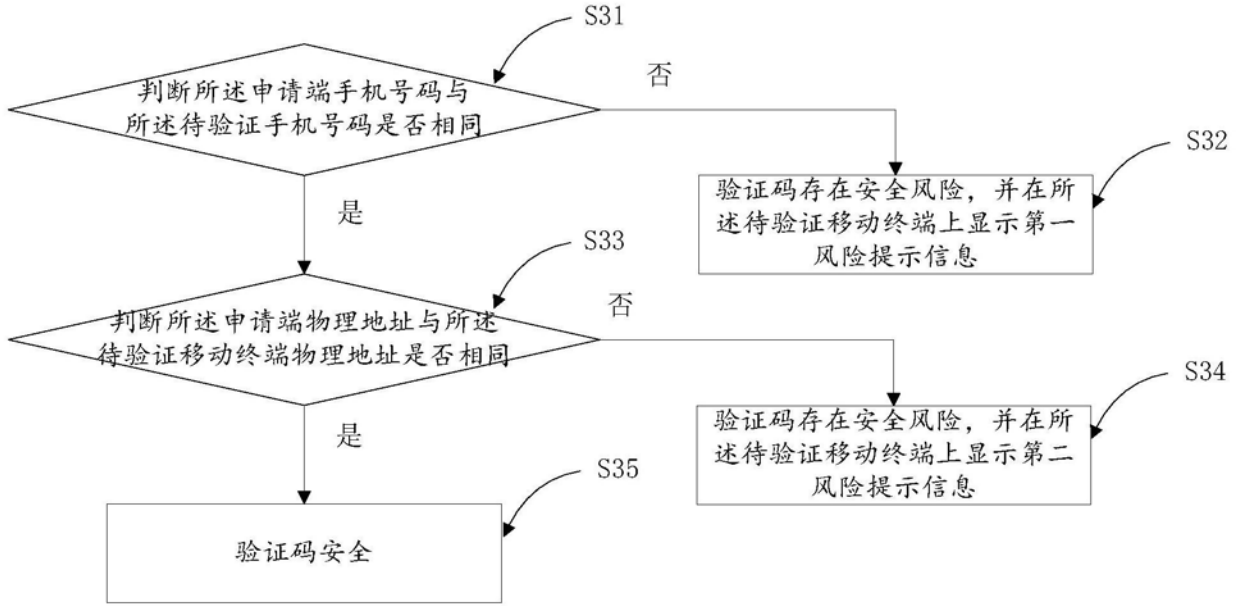 S31
判断所述申请端手机号码与
所述待验证手机号码是否相同
否
S32
验证码存在安全风险，并在所
述待验证移动终端上显示第一
风险提示信息
是
S33
判断所述申请端物理地址与所述
待验证移动终端物理地址是否相同
否
S34
验证码存在安全风险，并在所
述待验证移动终端上显示第二
风险提示信息
是
S35
验证码安全